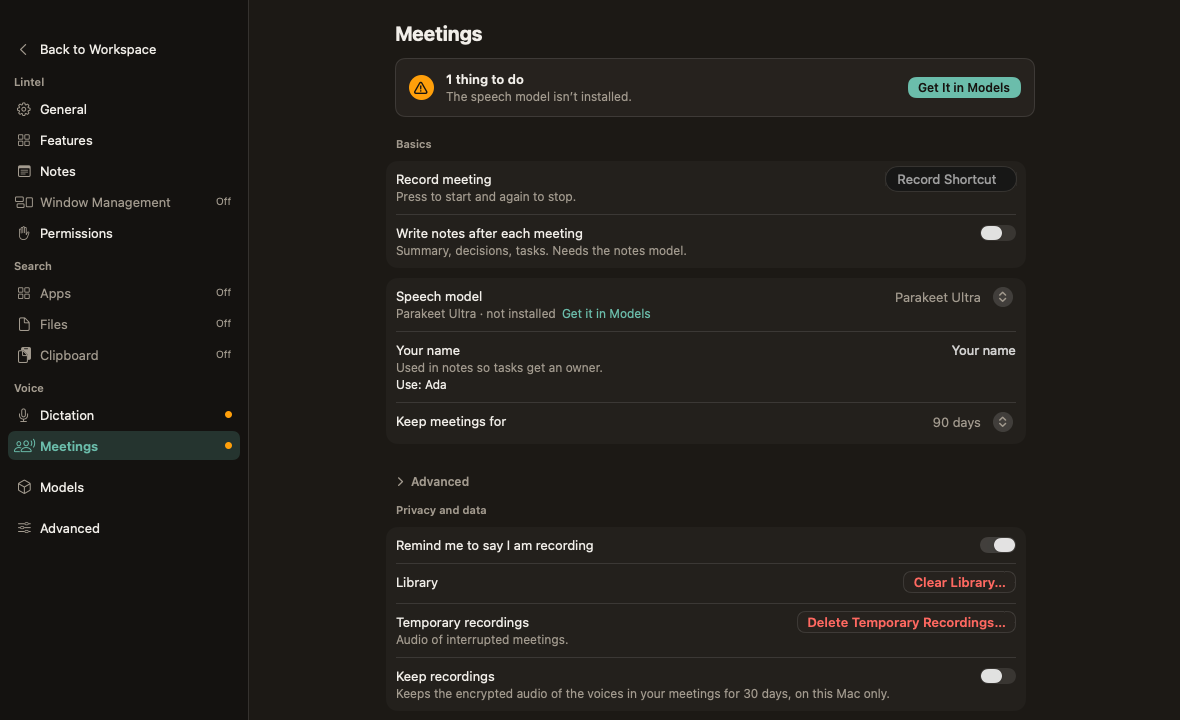 Back to Workspace
Lintel
General
Features
Notes
Window Management Off
Permissions
Search
Apps Off
Files Off
Clipboard Off
Voice
Dictation
Meetings
Models
Advanced
Meetings
1 thing to do
The speech model isn't installed.
Get It in Models
Basics
Record meeting
Press to start and again to stop.
Record Shortcut
Write notes after each meeting
Summary, decisions, tasks. Needs the notes model.
Speech model
Parakeet Ultra · not installed Get it in Models
Parakeet Ultra
Your name
Used in notes so tasks get an owner.
Use: Ada
Your name
Keep meetings for
90 days
Advanced
Privacy and data
Remind me to say I am recording
Library
Clear Library...
Temporary recordings
Audio of interrupted meetings.
Delete Temporary Recordings...
Keep recordings
Keeps the encrypted audio of the voices in your meetings for 30 days, on this Mac only.